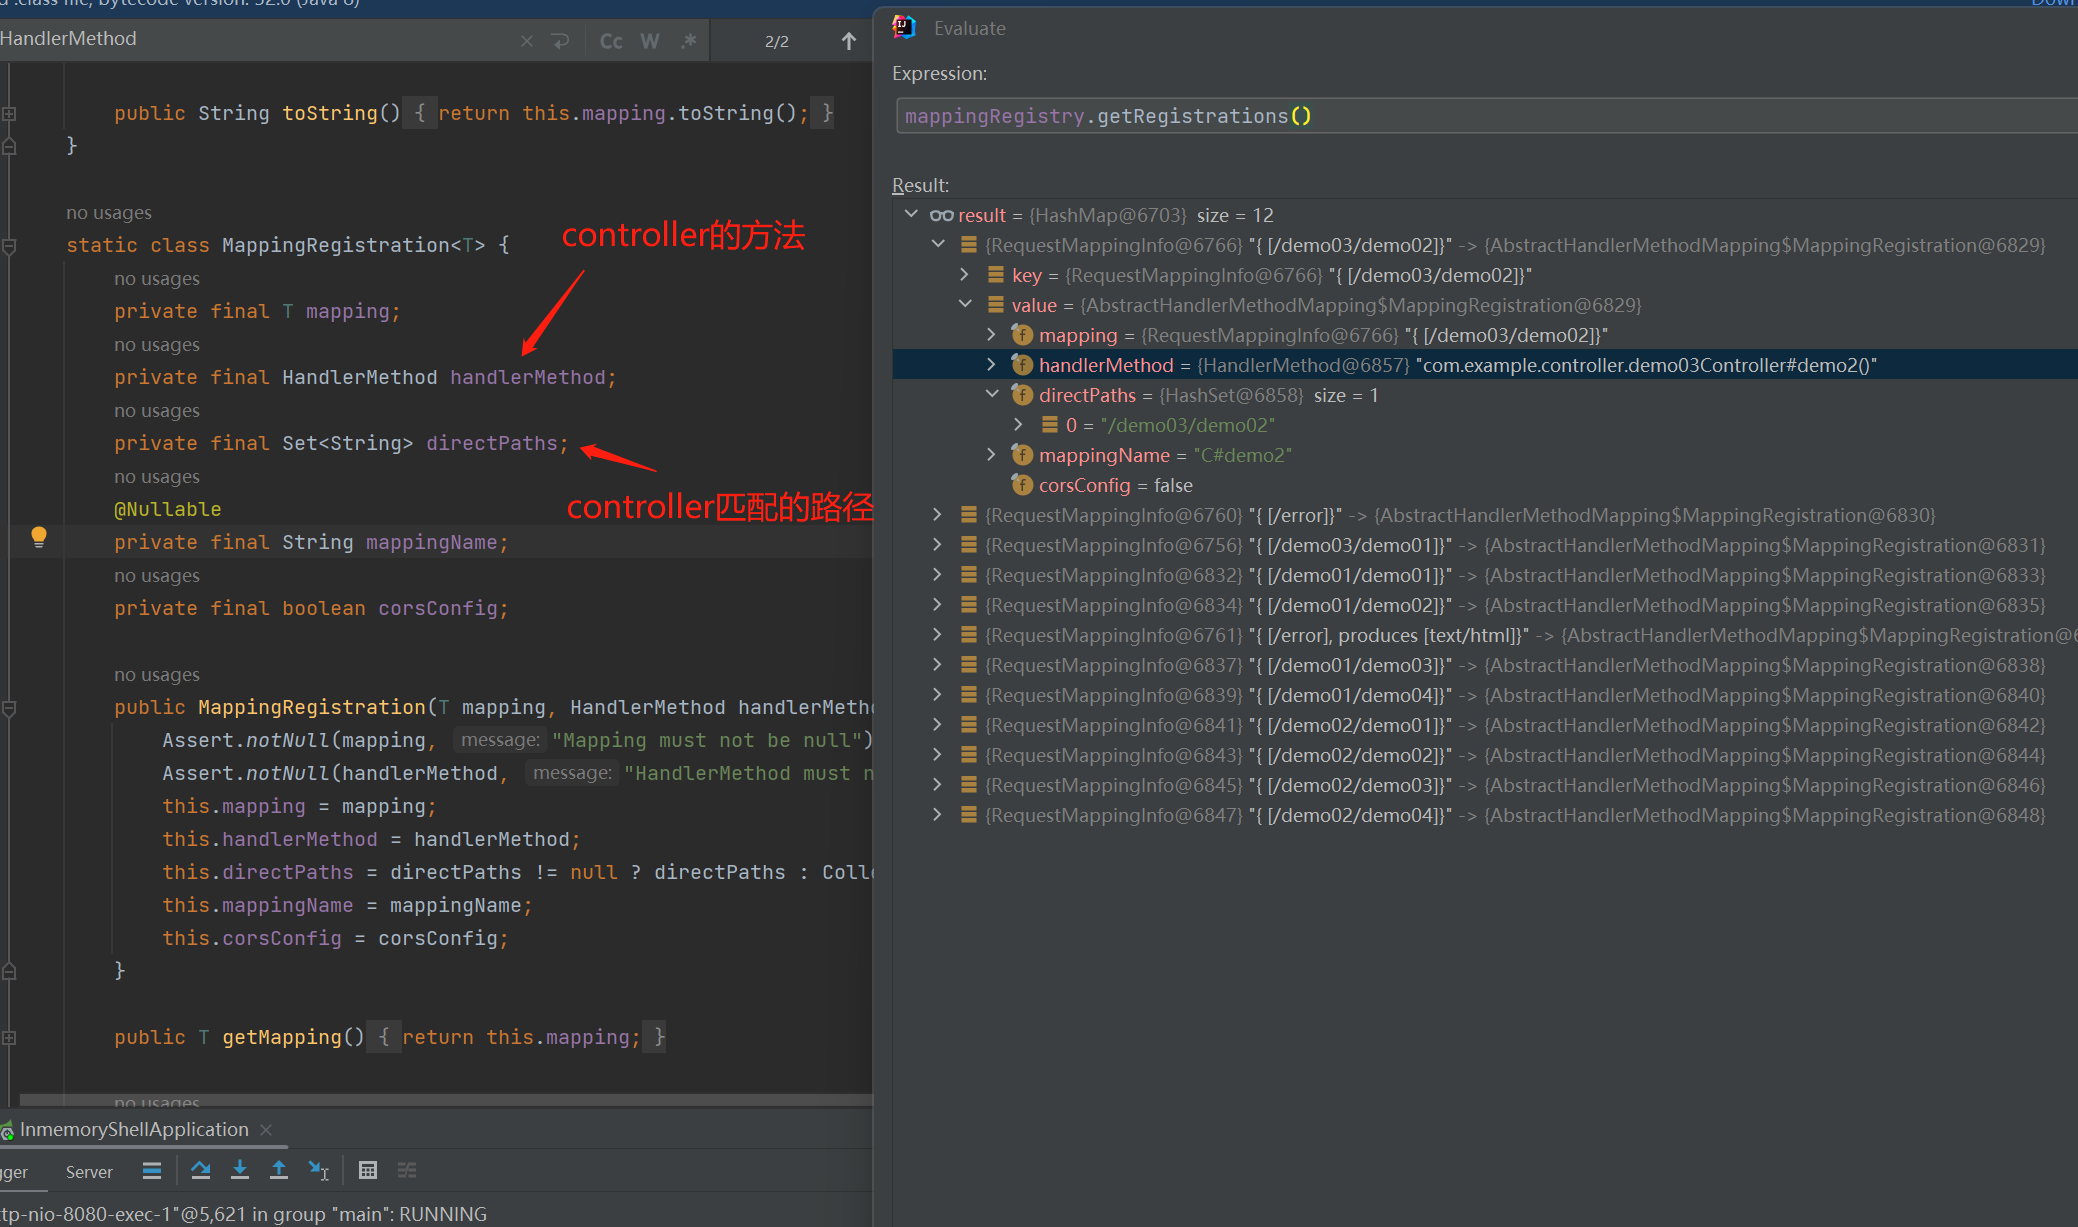 d .class file, bytecode version: 52.0 (Java 8)
HandlerMethod
Cc W .* 2/2
public String toString() { return this.mapping.toString(); }
}
no usages
static class MappingRegistration<T> {
controller的方法
no usages
private final T mapping;
no usages
private final HandlerMethod handlerMethod;
no usages
private final Set<String> directPaths;
no usages
controller匹配的路径
@Nullable
private final String mappingName;
no usages
private final boolean corsConfig;
no usages
public MappingRegistration(T mapping, HandlerMethod handlerMetho
Assert.notNull(mapping, message: "Mapping must not be null")
Assert.notNull(handlerMethod, message: "HandlerMethod must n
this.mapping = mapping;
this.handlerMethod = handlerMethod;
this.directPaths = directPaths != null ? directPaths : Colle
this.mappingName = mappingName;
this.corsConfig = corsConfig;
}
public T getMapping() { return this.mapping; }
no usages
InmemoryShellApplication
gger Server
tp-nio-8080-exec-1"@5,621 in group "main": RUNNING
Evaluate
Expression:
mappingRegistry.getRegistrations()
Result:
result = {HashMap@6703} size = 12
{RequestMappingInfo@6766} "{ [/demo03/demo02]}" -> {AbstractHandlerMethodMapping$MappingRegistration@6829}
key = {RequestMappingInfo@6766} "{ [/demo03/demo02]}"
value = {AbstractHandlerMethodMapping$MappingRegistration@6829}
mapping = {RequestMappingInfo@6766} "{ [/demo03/demo02]}"
handlerMethod = {HandlerMethod@6857} "com.example.controller.demo03Controller#demo2()"
directPaths = {HashSet@6858} size = 1
0 = "/demo03/demo02"
mappingName = "C#demo2"
corsConfig = false
{RequestMappingInfo@6760} "{ [/error]}" -> {AbstractHandlerMethodMapping$MappingRegistration@6830}
{RequestMappingInfo@6756} "{ [/demo03/demo01]}" -> {AbstractHandlerMethodMapping$MappingRegistration@6831}
{RequestMappingInfo@6832} "{ [/demo01/demo01]}" -> {AbstractHandlerMethodMapping$MappingRegistration@6833}
{RequestMappingInfo@6834} "{ [/demo01/demo02]}" -> {AbstractHandlerMethodMapping$MappingRegistration@6835}
{RequestMappingInfo@6761} "{ [/error], produces [text/html]}" -> {AbstractHandlerMethodMapping$MappingRegistration@6
{RequestMappingInfo@6837} "{ [/demo01/demo03]}" -> {AbstractHandlerMethodMapping$MappingRegistration@6838}
{RequestMappingInfo@6839} "{ [/demo01/demo04]}" -> {AbstractHandlerMethodMapping$MappingRegistration@6840}
{RequestMappingInfo@6841} "{ [/demo02/demo01]}" -> {AbstractHandlerMethodMapping$MappingRegistration@6842}
{RequestMappingInfo@6843} "{ [/demo02/demo02]}" -> {AbstractHandlerMethodMapping$MappingRegistration@6844}
{RequestMappingInfo@6845} "{ [/demo02/demo03]}" -> {AbstractHandlerMethodMapping$MappingRegistration@6846}
{RequestMappingInfo@6847} "{ [/demo02/demo04]}" -> {AbstractHandlerMethodMapping$MappingRegistration@6848}